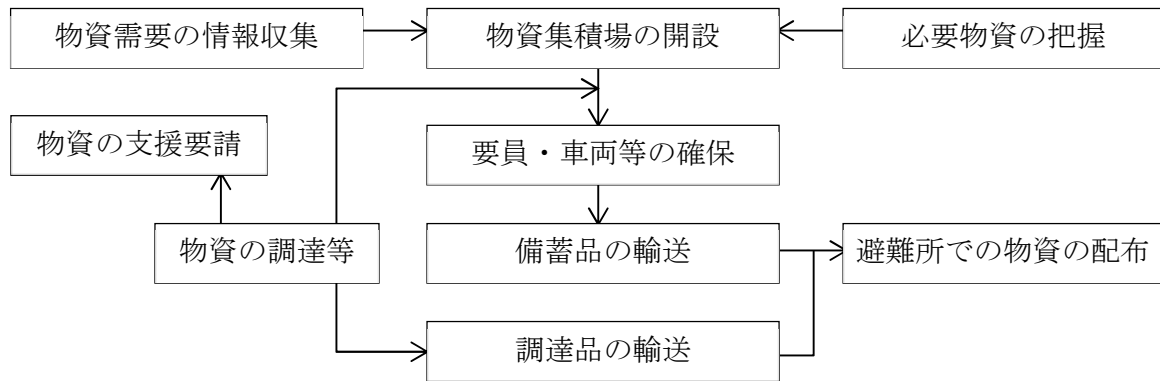 物資需要の情報収集
物資集積場の開設
必要物資の把握
物資の支援要請
要員・車両等の確保
物資の調達等
備蓄品の輸送
避難所での物資の配布
調達品の輸送